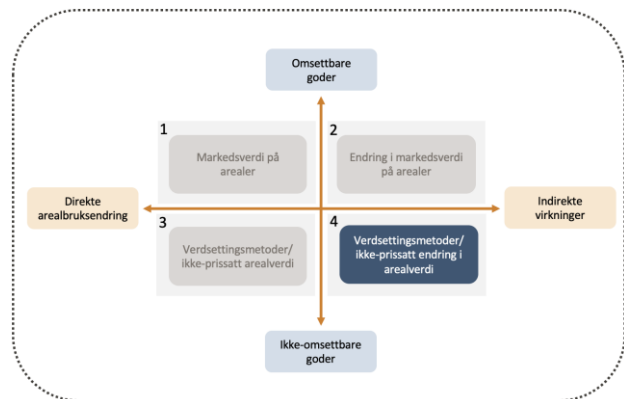 Omsettbare
goder
1
Markedsverdi på
arealer
2
Endring i markedsverdi
på arealer
Direkte
arealbruksendring
Indirekte
virkninger
3
Verdsettingsmetoder/
ikke-prissatt arealverdi
4
Verdsettingsmetoder/
ikke-prissatt endring i
arealverdi
Ikke-omsettbare
goder